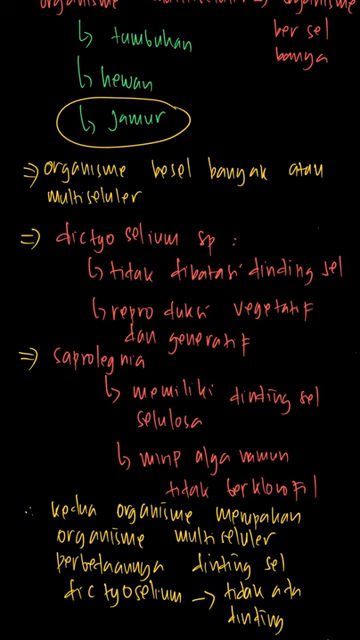 organisme multiseluler => organisme
ber sel
banya
↳ tumbuhan
↳ hewan
↳ jamur
=> organisme besel banyak atau
multiseluler
=> dictyo selium sp :
↳ tidak dibatasi dinding sel
↳ repro duksi vegetatif
dan generatif
=> saprolegnia
↳ memiliki dinding sel
selulosa
↳ mirip alga namun
tidak berklorofil
∴ kedua organisme merupakan
organisme multiseluler
perbedaannya dinding sel
dictyoselium → tidak ada
dinding